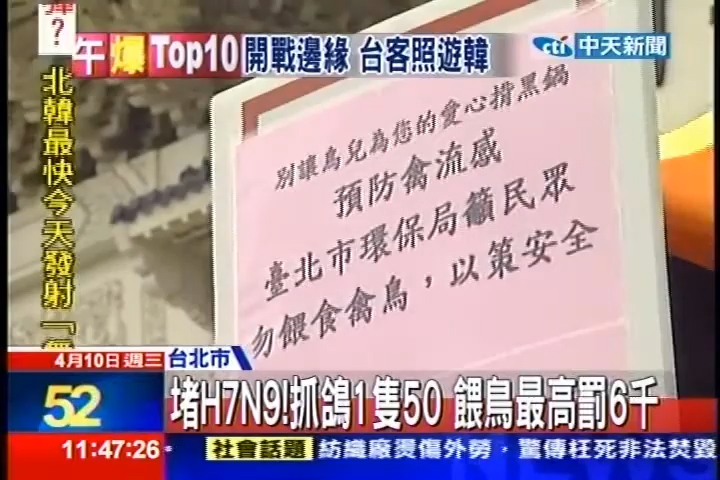 ?
午爆 Top10 開戰邊緣 台客照遊韓
cti 中天新聞
北韓最快今天發射「
別讓鳥兒為您的愛心揹黑鍋
預防禽流感
臺北市環保局籲民眾
勿餵食禽鳥，以策安全
4月10日 週三
台北市
52
堵H7N9!抓鴿1隻50 餵鳥最高罰6千
11:47:26
社會話題 紡織廠燙傷外勞，驚傳枉死非法焚毀
NEWS